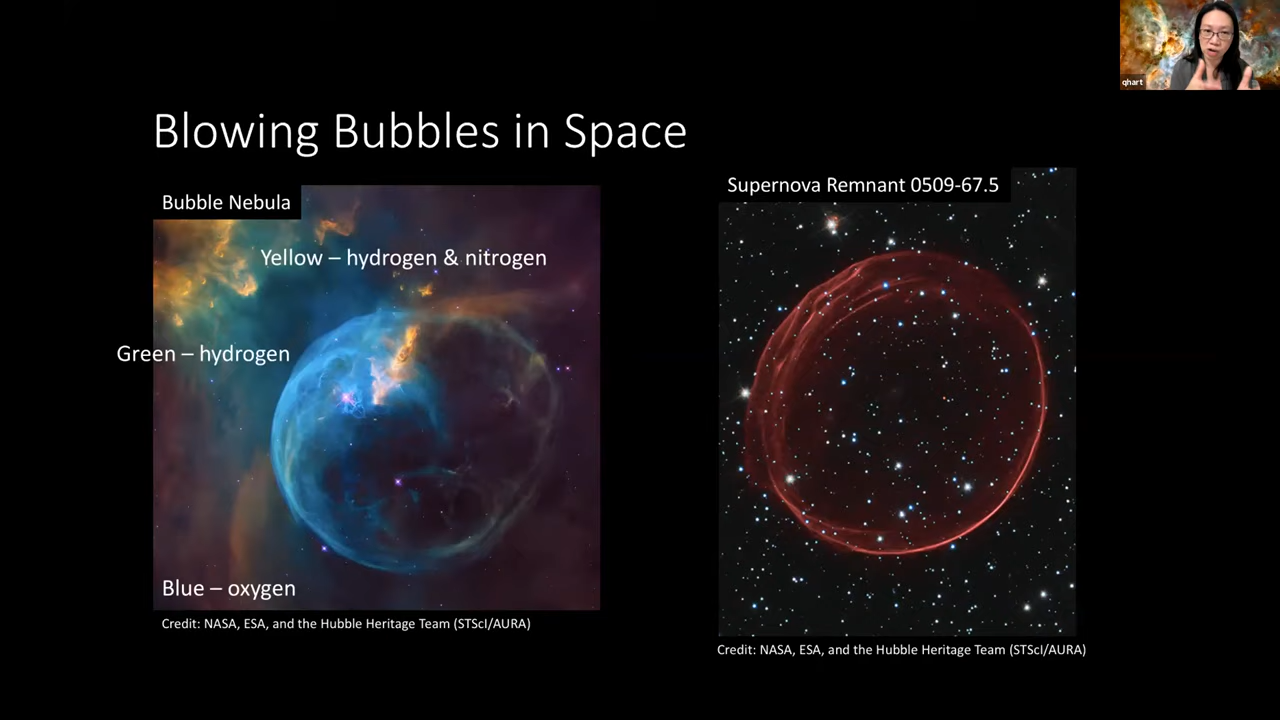 Blowing Bubbles in Space
Bubble Nebula
Yellow – hydrogen & nitrogen
Green – hydrogen
Blue – oxygen
Credit: NASA, ESA, and the Hubble Heritage Team (STScI/AURA)
Supernova Remnant 0509-67.5
Credit: NASA, ESA, and the Hubble Heritage Team (STScI/AURA)
qhart